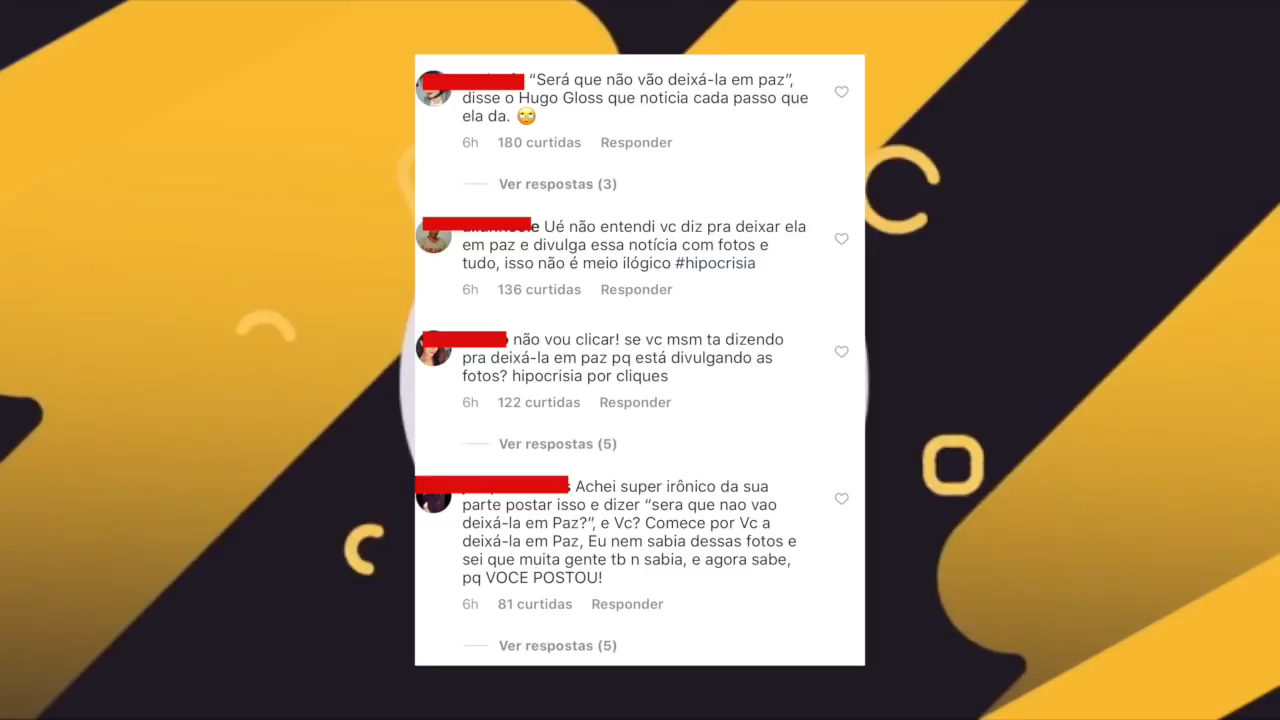 “Será que não vão deixá-la em paz”,
disse o Hugo Gloss que noticia cada passo que
ela da. 🙄
6h 180 curtidas Responder
Ver respostas (3)
Ué não entendi vc diz pra deixar ela
em paz e divulga essa notícia com fotos e
tudo, isso não é meio ilógico #hipocrisia
6h 136 curtidas Responder
não vou clicar! se vc msm ta dizendo
pra deixá-la em paz pq está divulgando as
fotos? hipocrisia por cliques
6h 122 curtidas Responder
Ver respostas (5)
Achei super irônico da sua
parte postar isso e dizer “sera que nao vao
deixá-la em Paz?”, e Vc? Comece por Vc a
deixá-la em Paz, Eu nem sabia dessas fotos e
sei que muita gente tb n sabia, e agora sabe,
pq VOCE POSTOU!
6h 81 curtidas Responder
Ver respostas (5)